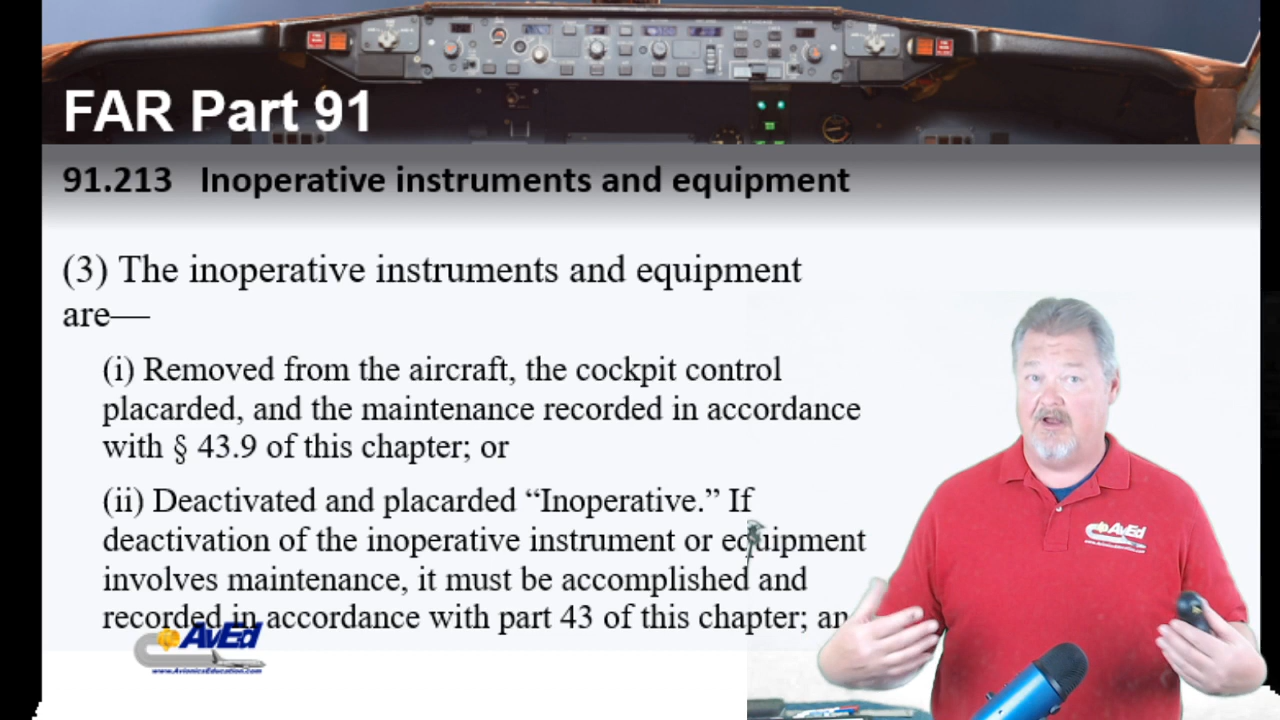 FAR Part 91
91.213 Inoperative instruments and equipment
(3) The inoperative instruments and equipment
are—
(i) Removed from the aircraft, the cockpit control
placarded, and the maintenance recorded in accordance
with § 43.9 of this chapter; or
(ii) Deactivated and placarded “Inoperative.” If
deactivation of the inoperative instrument or equipment
involves maintenance, it must be accomplished and
recorded in accordance with part 43 of this chapter; an
AvEd
www.AvionicsEducation.com
AvEd